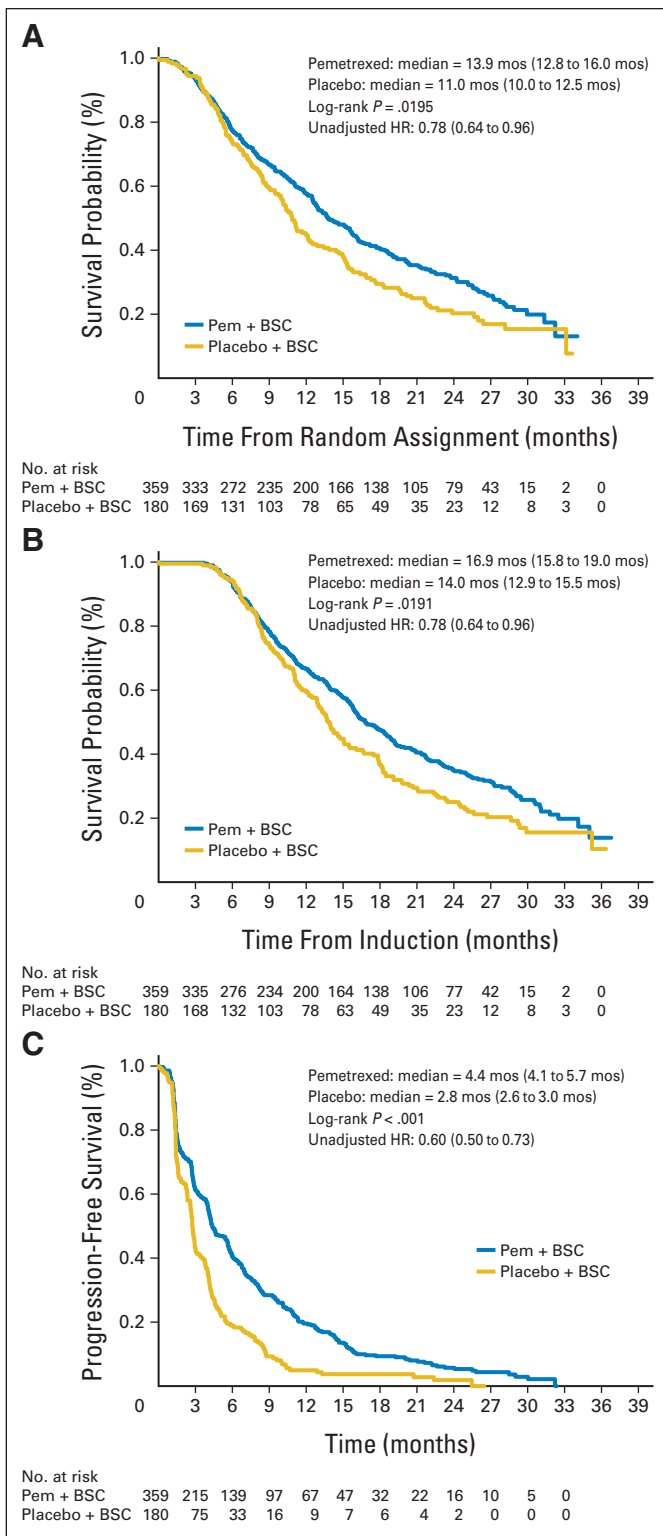 A
Pemetrexed: median = 13.9 mos (12.8 to 16.0 mos)
Placebo: median = 11.0 mos (10.0 to 12.5 mos)
Log-rank P = .0195
Unadjusted HR: 0.78 (0.64 to 0.96)
Survival Probability (%)
1.0
0.8
0.6
0.4
0.2
Pem + BSC
Placebo + BSC
0 3 6 9 12 15 18 21 24 27 30 33 36 39
Time From Random Assignment (months)
No. at risk
Pem + BSC 359 333 272 235 200 166 138 105 79 43 15 2 0
Placebo + BSC 180 169 131 103 78 65 49 35 23 12 8 3 0
B
Pemetrexed: median = 16.9 mos (15.8 to 19.0 mos)
Placebo: median = 14.0 mos (12.9 to 15.5 mos)
Log-rank P = .0191
Unadjusted HR: 0.78 (0.64 to 0.96)
Survival Probability (%)
1.0
0.8
0.6
0.4
0.2
Pem + BSC
Placebo + BSC
0 3 6 9 12 15 18 21 24 27 30 33 36 39
Time From Induction (months)
No. at risk
Pem + BSC 359 335 276 234 200 164 138 106 77 42 15 2 0
Placebo + BSC 180 168 132 103 78 63 49 35 23 12 8 3 0
C
Pemetrexed: median = 4.4 mos (4.1 to 5.7 mos)
Placebo: median = 2.8 mos (2.6 to 3.0 mos)
Log-rank P < .001
Unadjusted HR: 0.60 (0.50 to 0.73)
Progression-Free Survival (%)
1.0
0.8
0.6
0.4
0.2
Pem + BSC
Placebo + BSC
0 3 6 9 12 15 18 21 24 27 30 33 36 39
Time (months)
No. at risk
Pem + BSC 359 215 139 97 67 47 32 22 16 10 5 0
Placebo + BSC 180 75 33 16 9 7 6 4 2 0 0 0